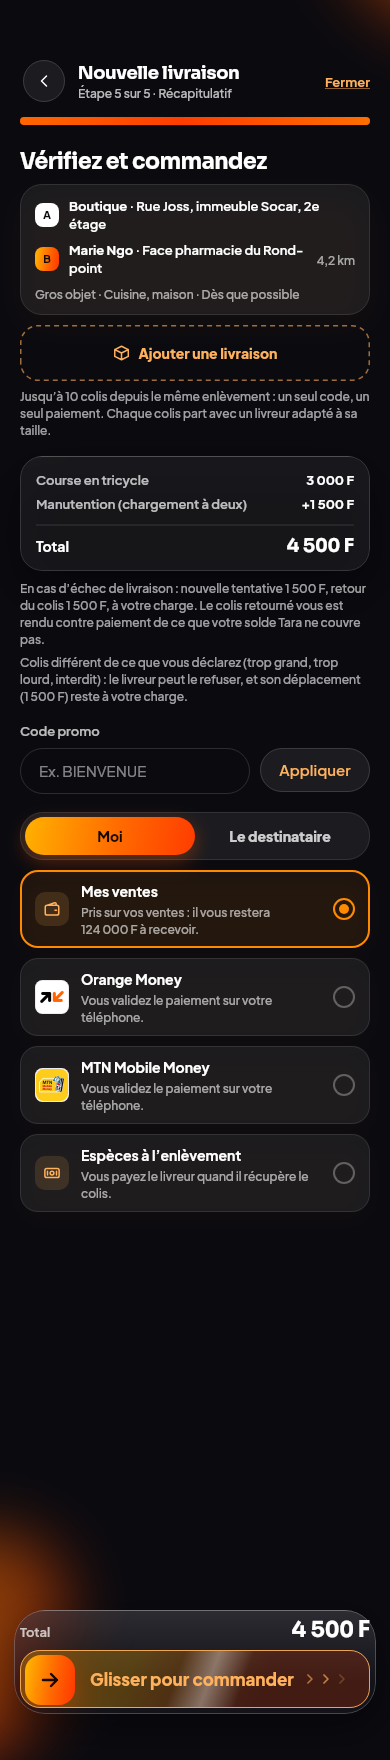 Nouvelle livraison
Étape 5 sur 5 · Récapitulatif
Fermer
Vérifiez et commandez
A
Boutique · Rue Joss, immeuble Socar, 2e
étage
B
Marie Ngo · Face pharmacie du Rond-
point
4,2 km
Gros objet · Cuisine, maison · Dès que possible
Ajouter une livraison
Jusqu’à 10 colis depuis le même enlèvement : un seul code, un
seul paiement. Chaque colis part avec un livreur adapté à sa
taille.
Course en tricycle 3 000 F
Manutention (chargement à deux) +1 500 F
Total 4 500 F
En cas d’échec de livraison : nouvelle tentative 1 500 F, retour
du colis 1 500 F, à votre charge. Le colis retourné vous est
rendu contre paiement de ce que votre solde Tara ne couvre
pas.
Colis différent de ce que vous déclarez (trop grand, trop
lourd, interdit) : le livreur peut le refuser, et son déplacement
(1 500 F) reste à votre charge.
Code promo
Ex. BIENVENUE
Appliquer
Moi
Le destinataire
Mes ventes
Pris sur vos ventes : il vous restera
124 000 F à recevoir.
Orange Money
Vous validez le paiement sur votre
téléphone.
MTN Mobile Money
Vous validez le paiement sur votre
téléphone.
Espèces à l’enlèvement
Vous payez le livreur quand il récupère le
colis.
Total 4 500 F
Glisser pour commander